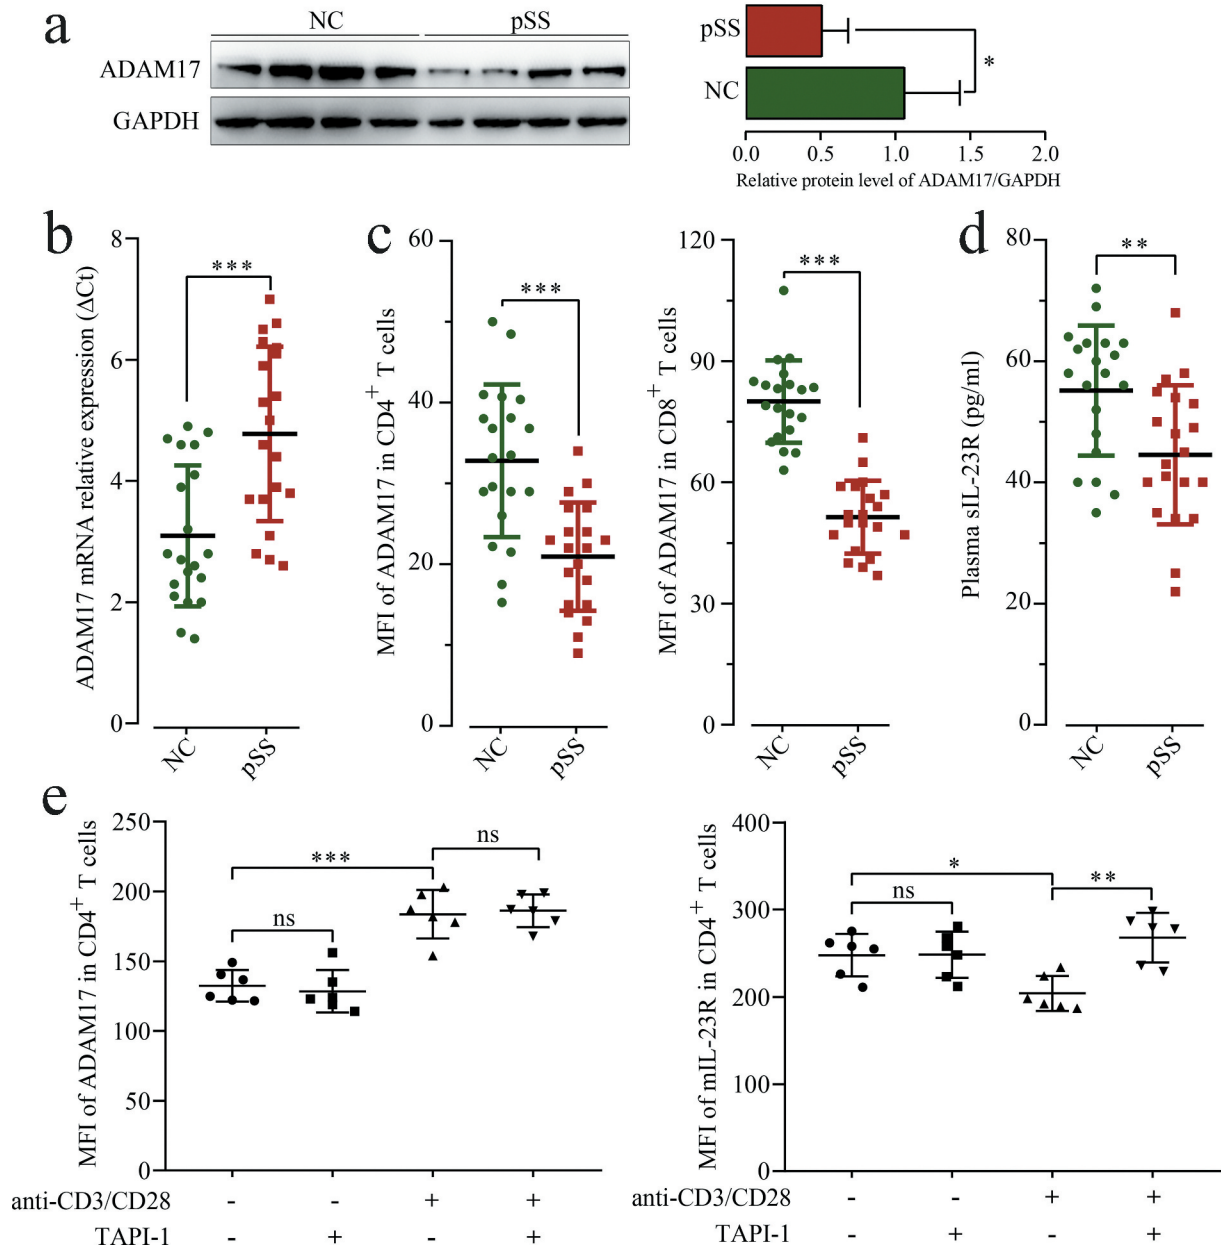 a
NC pSS
ADAM17
GAPDH
pSS
NC
*
0.0 0.5 1.0 1.5 2.0
Relative protein level of ADAM17/GAPDH
b
ADAM17 mRNA relative expression (ΔCt)
8
6
4
2
0
***
NC pSS
c
MFI of ADAM17 in CD4+ T cells
60
40
20
0
***
NC pSS
MFI of ADAM17 in CD8+ T cells
120
90
60
30
0
***
NC pSS
d
Plasma sIL-23R (pg/ml)
80
60
40
20
0
**
NC pSS
e
MFI of ADAM17 in CD4+ T cells
250
200
150
100
50
0
ns
***
ns
anti-CD3/CD28 - - + +
TAPI-1 - + - +
MFI of mIL-23R in CD4+ T cells
400
300
200
100
0
*
ns
**
anti-CD3/CD28 - - + +
TAPI-1 - + - +